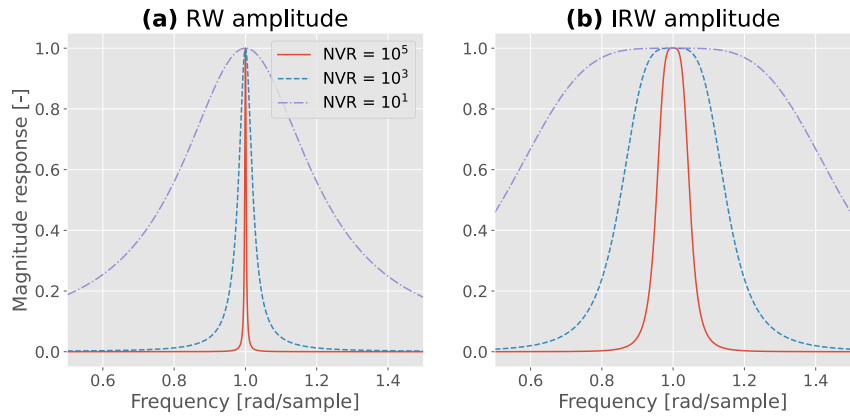 (a) RW amplitude
(b) IRW amplitude
Magnitude response [-]
1.0
0.8
0.6
0.4
0.2
0.0
NVR = 10⁵
NVR = 10³
NVR = 10¹
0.6 0.8 1.0 1.2 1.4
Frequency [rad/sample]
1.0
0.8
0.6
0.4
0.2
0.0
0.6 0.8 1.0 1.2 1.4
Frequency [rad/sample]